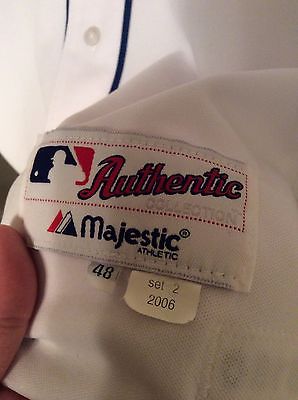 Authentic
COLLECTION
Majestic®
ATHLETIC
48
set 2
2006